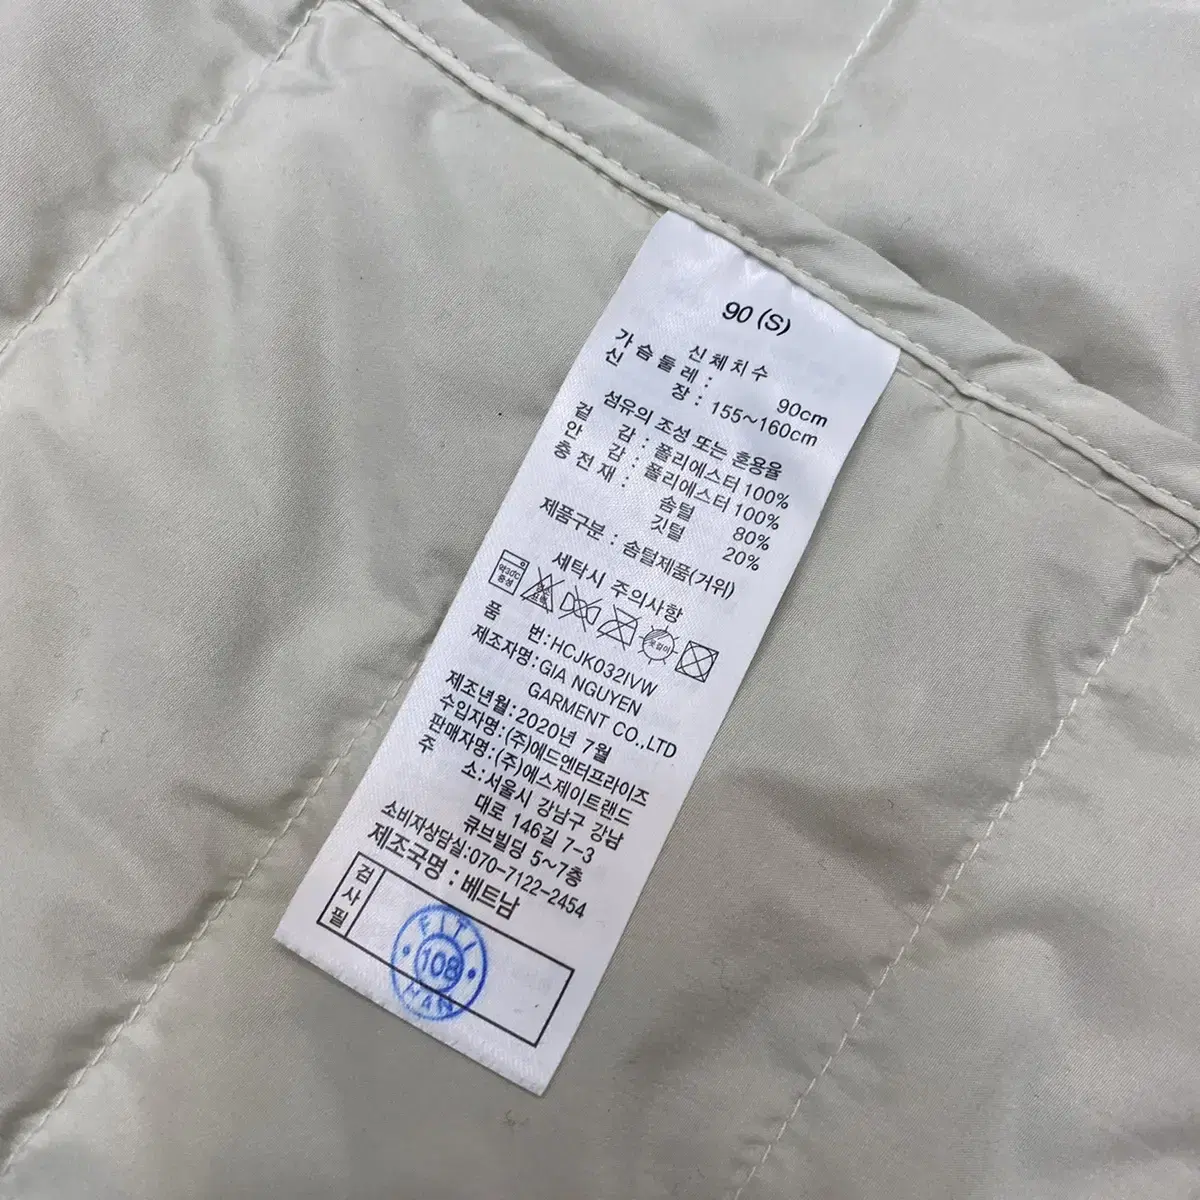 90 (S)
신체치수
가슴둘레: 90cm
신 장: 155~160cm
섬유의 조성 또는 혼용율
겉 감: 폴리에스터 100%
안 감: 폴리에스터 100%
충전재: 솜털 80%
깃털 20%
제품구분: 솜털제품(거위)
세탁시 주의사항
약30℃
중성
품 번:HCJK032IVW
제조자명:GIA NGUYEN
GARMENT CO.,LTD
제조년월:2020년 7월
수입자명:(주)에드엔터프라이즈
판매자명:(주)에스제이트랜드
주 소:서울시 강남구 강남
대로 146길 7-3
큐브빌딩 5~7층
소비자상담실:070-7122-2454
제조국명:베트남
검사필
FITI
108